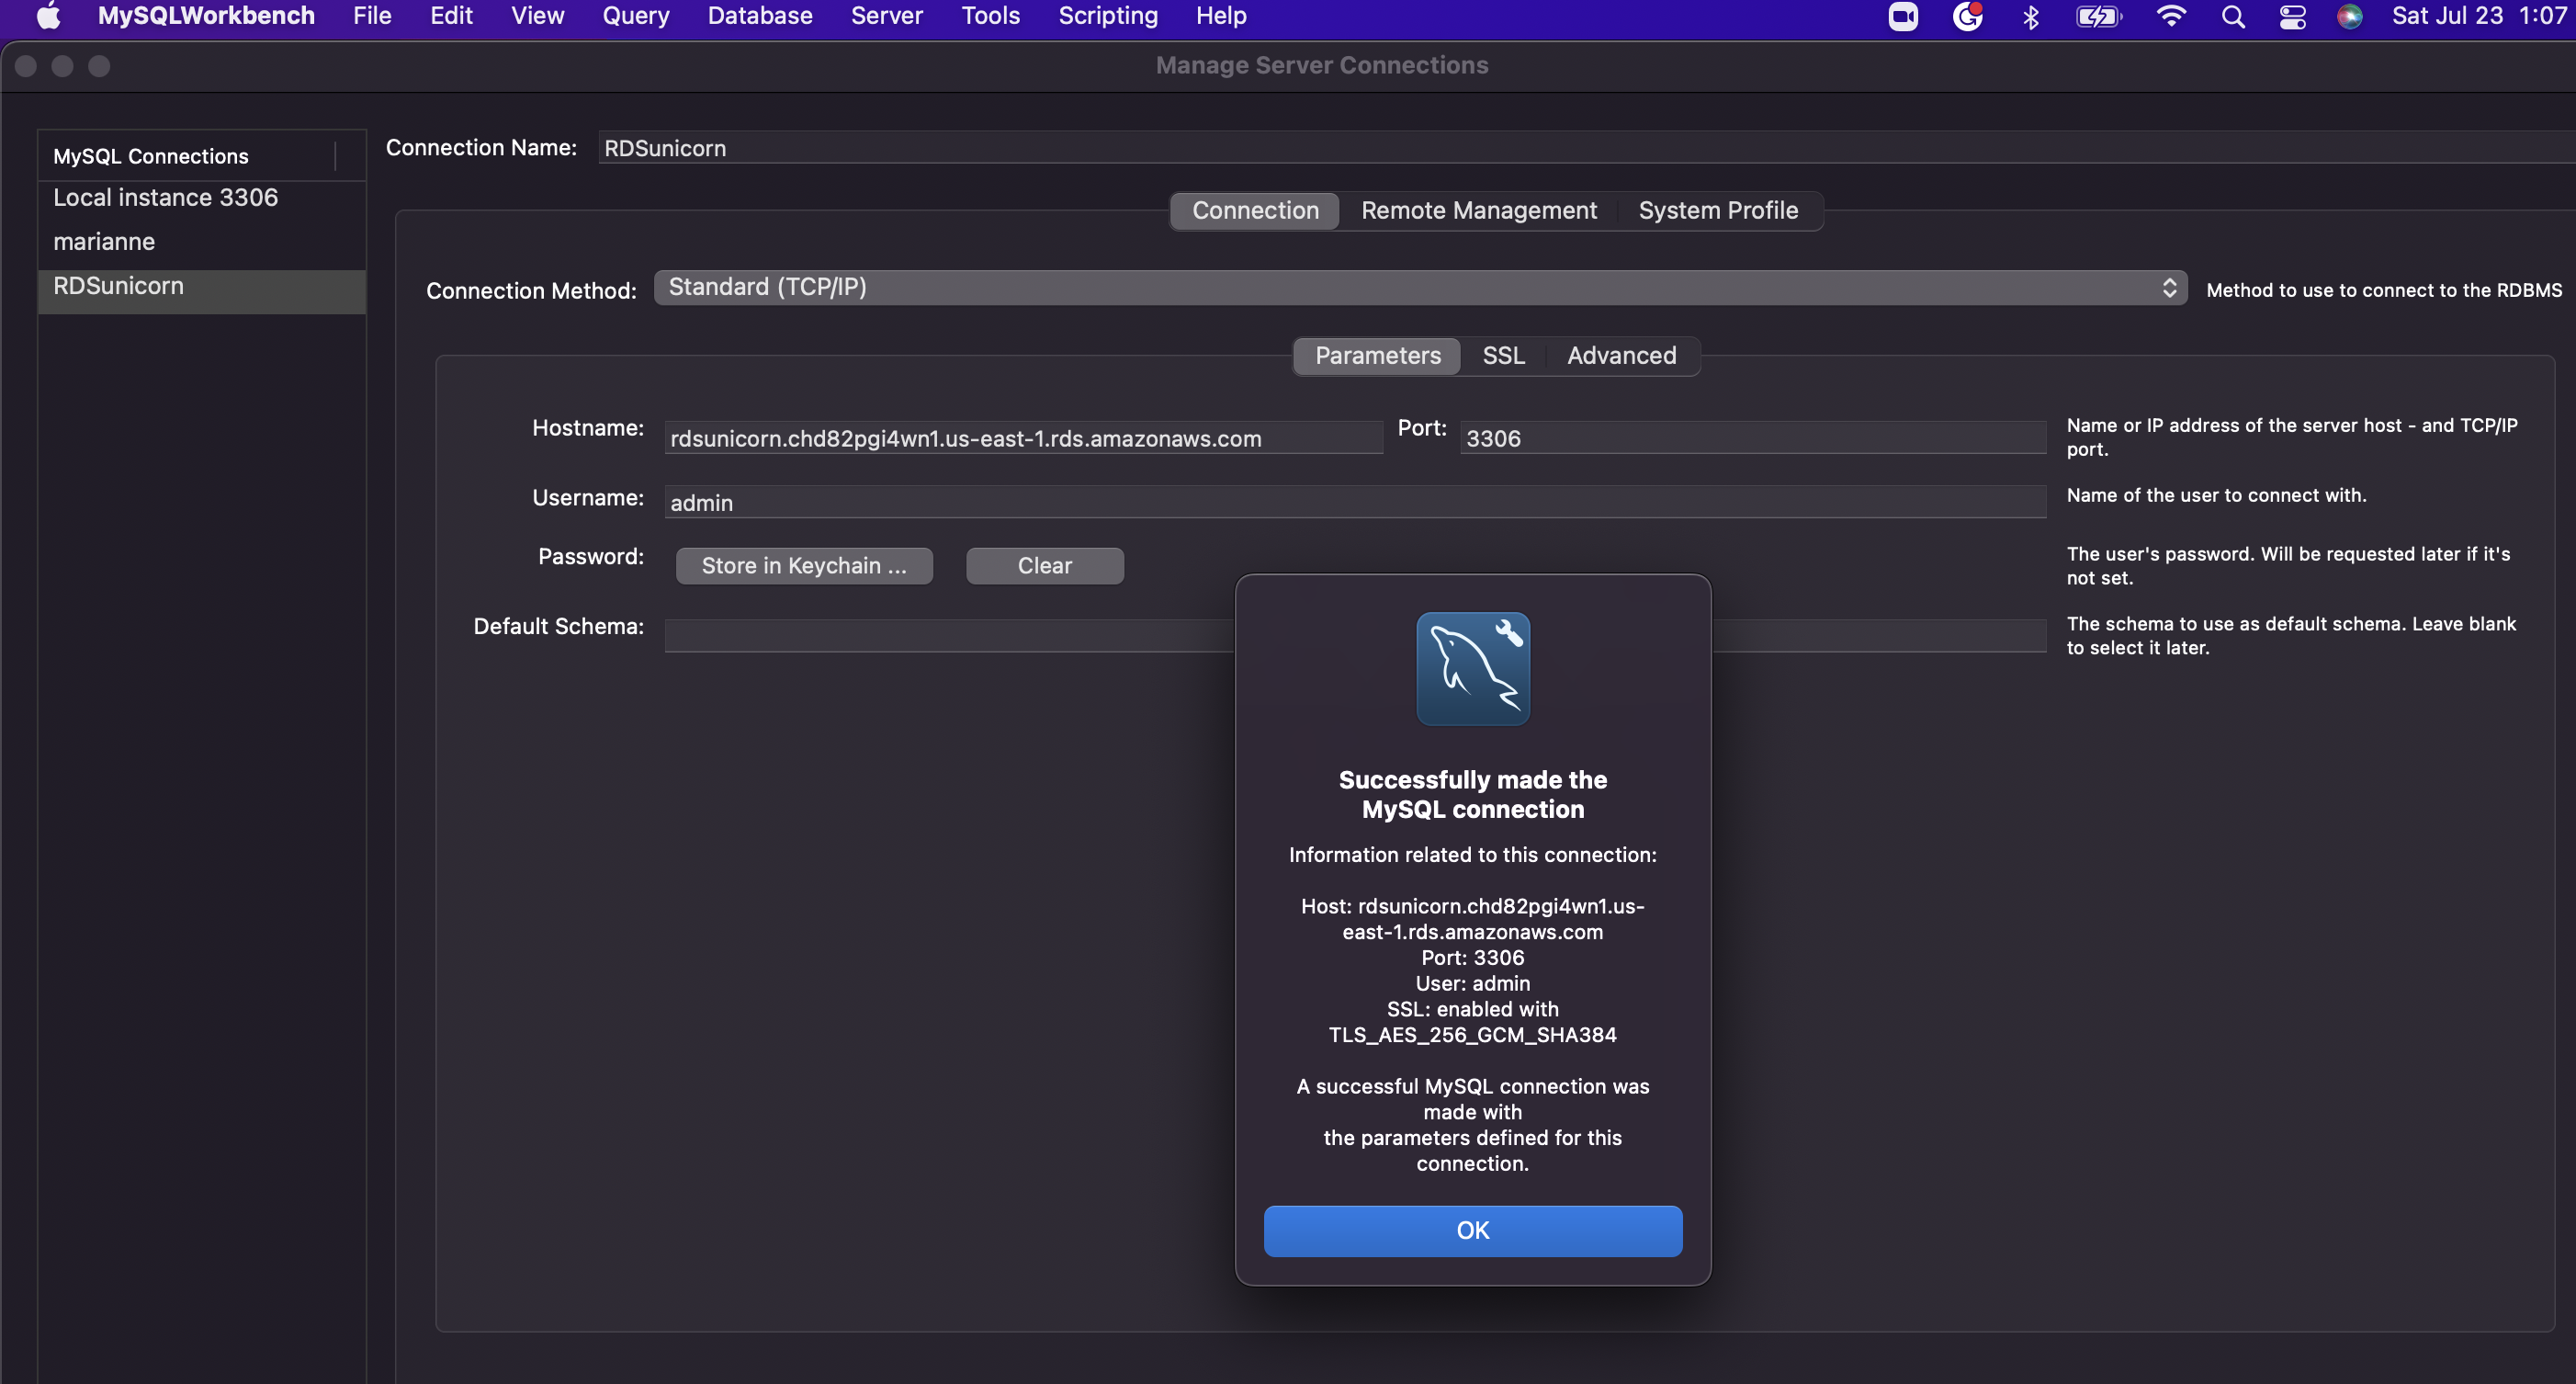 MySQLWorkbench File Edit View Query Database Server Tools Scripting Help Sat Jul 23 1:07
Manage Server Connections
MySQL Connections
Local instance 3306
marianne
RDSunicorn
Connection Name: RDSunicorn
Connection Remote Management System Profile
Connection Method: Standard (TCP/IP) Method to use to connect to the RDBMS
Parameters SSL Advanced
Hostname: rdsunicorn.chd82pgi4wn1.us-east-1.rds.amazonaws.com Port: 3306
Name or IP address of the server host - and TCP/IP
port.
Username: admin Name of the user to connect with.
Password: Store in Keychain ... Clear
The user's password. Will be requested later if it's
not set.
Default Schema:
The schema to use as default schema. Leave blank
to select it later.
Successfully made the
MySQL connection
Information related to this connection:
Host: rdsunicorn.chd82pgi4wn1.us-
east-1.rds.amazonaws.com
Port: 3306
User: admin
SSL: enabled with
TLS_AES_256_GCM_SHA384
A successful MySQL connection was
made with
the parameters defined for this
connection.
OK